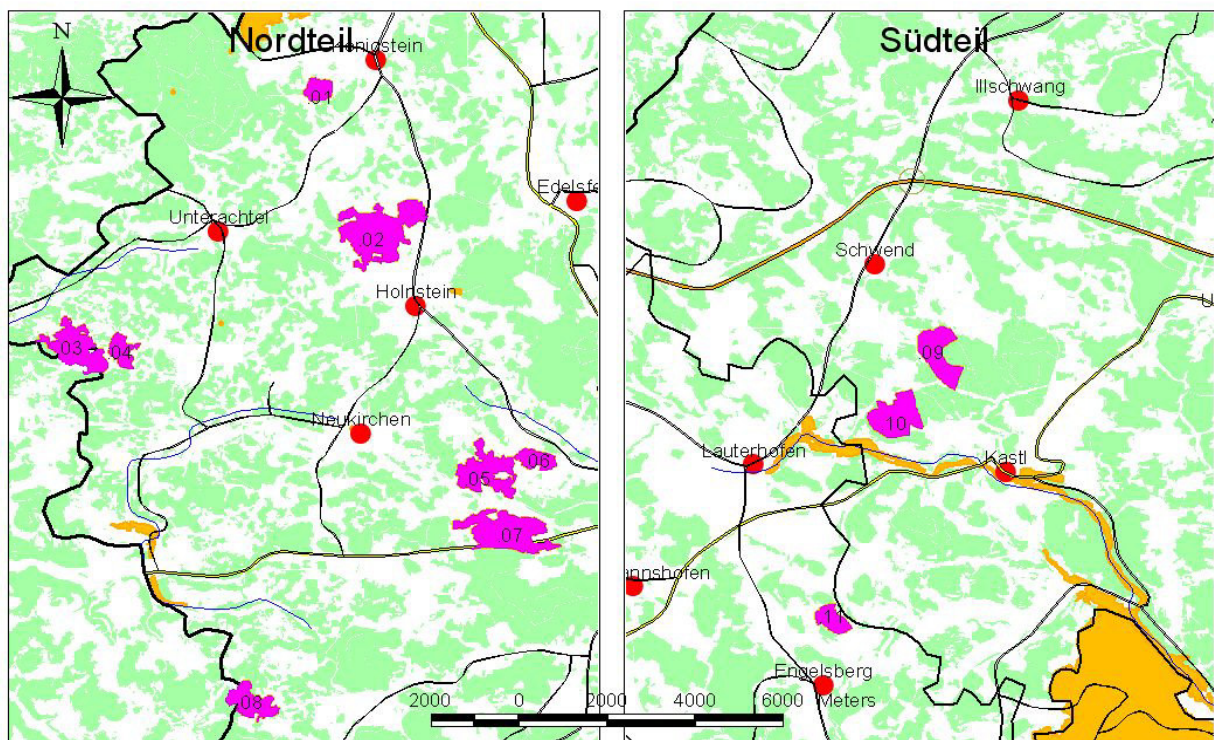 Nordteil
N
Königstein
01
Edelsfe
Unterachtel
02
Holnstein
03
04
Neukirchen
05
06
07
08
Südteil
Illschwang
Schwend
U
09
10
Lauterhofen
Kastl
annshofen
11
Engelsberg
2000 0 2000 4000 6000
Meters